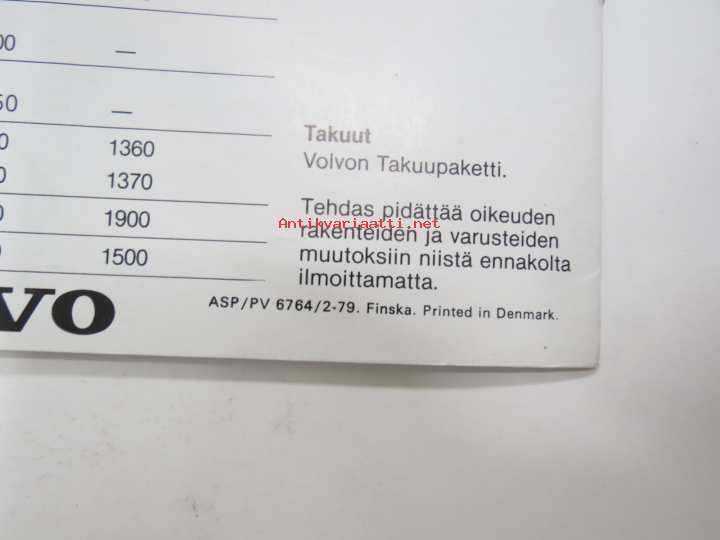 —
—
1360
1370
1900
1500
Takuut
Volvon Takuupaketti.
Tehdas pidättää oikeuden
Antikvariaatti.net
rakenteiden ja varusteiden
muutoksiin niistä ennakolta
ilmoittamatta.
ASP/PV 6764/2-79. Finska. Printed in Denmark.